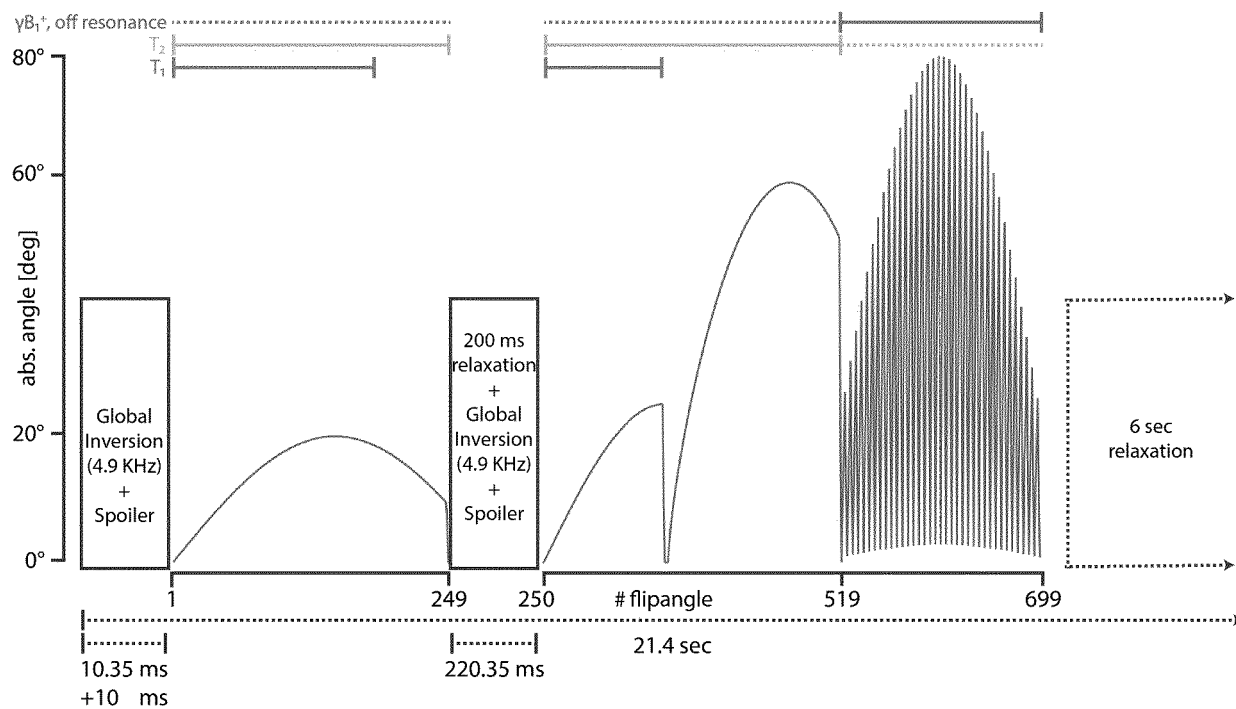 γB₁⁺, off resonance
T₂
T₁
80°
60°
20°
0°
abs. angle [deg]
Global
Inversion
(4.9 KHz)
+
Spoiler
200 ms
relaxation
+
Global
Inversion
(4.9 KHz)
+
Spoiler
6 sec
relaxation
1
249
250
# flipangle
519
699
21.4 sec
10.35 ms
+10 ms
220.35 ms